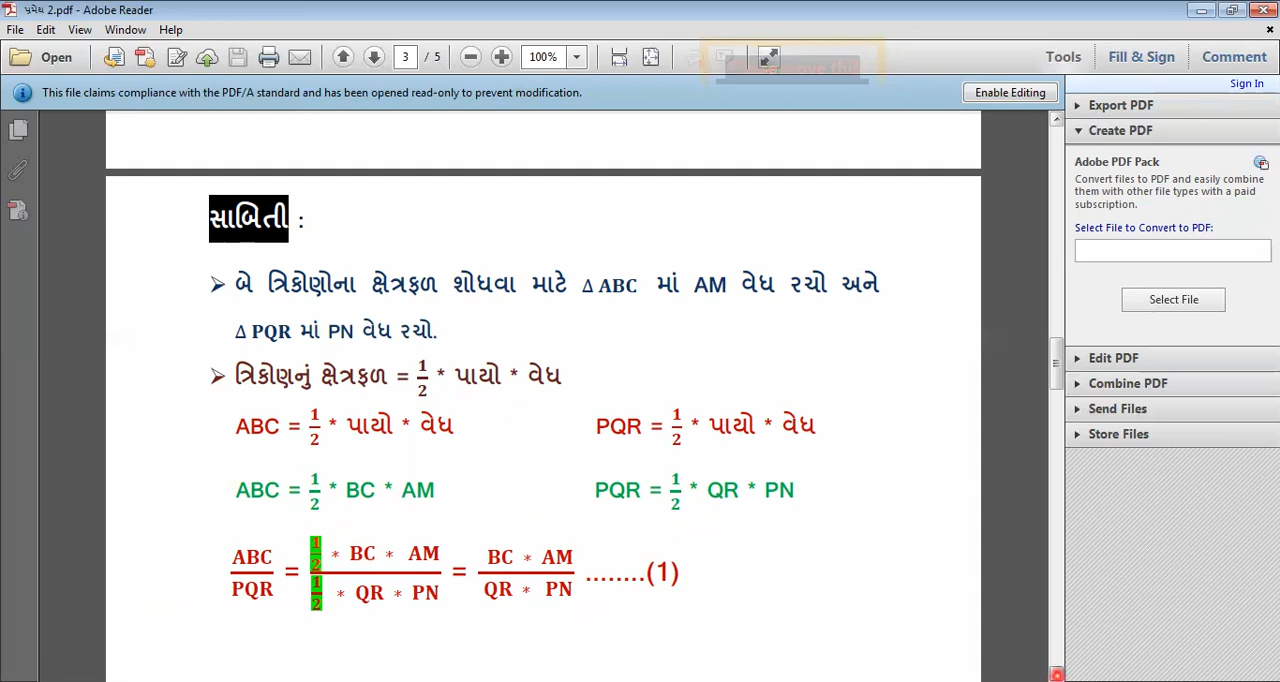 પ્રમેય 2.pdf - Adobe Reader
File Edit View Window Help
Open 3 / 5 100% Tools Fill & Sign Comment
This file claims compliance with the PDF/A standard and has been opened read-only to prevent modification. Enable Editing
Sign In
Export PDF
Create PDF
Adobe PDF Pack
Convert files to PDF and easily combine
them with other file types with a paid
subscription.
Select File to Convert to PDF:
Select File
Edit PDF
Combine PDF
Send Files
Store Files
સાબિતી :
➢ બે ત્રિકોણોના ક્ષેત્રફળ શોધવા માટે Δ ABC માં AM વેધ રચો અને
Δ PQR માં PN વેધ રચો.
➢ ત્રિકોણનું ક્ષેત્રફળ = 1/2 * પાયો * વેધ
ABC = 1/2 * પાયો * વેધ PQR = 1/2 * પાયો * વેધ
ABC = 1/2 * BC * AM PQR = 1/2 * QR * PN
ABC/PQR = (1/2 * BC * AM)/(1/2 * QR * PN) = (BC * AM)/(QR * PN) ........(1)